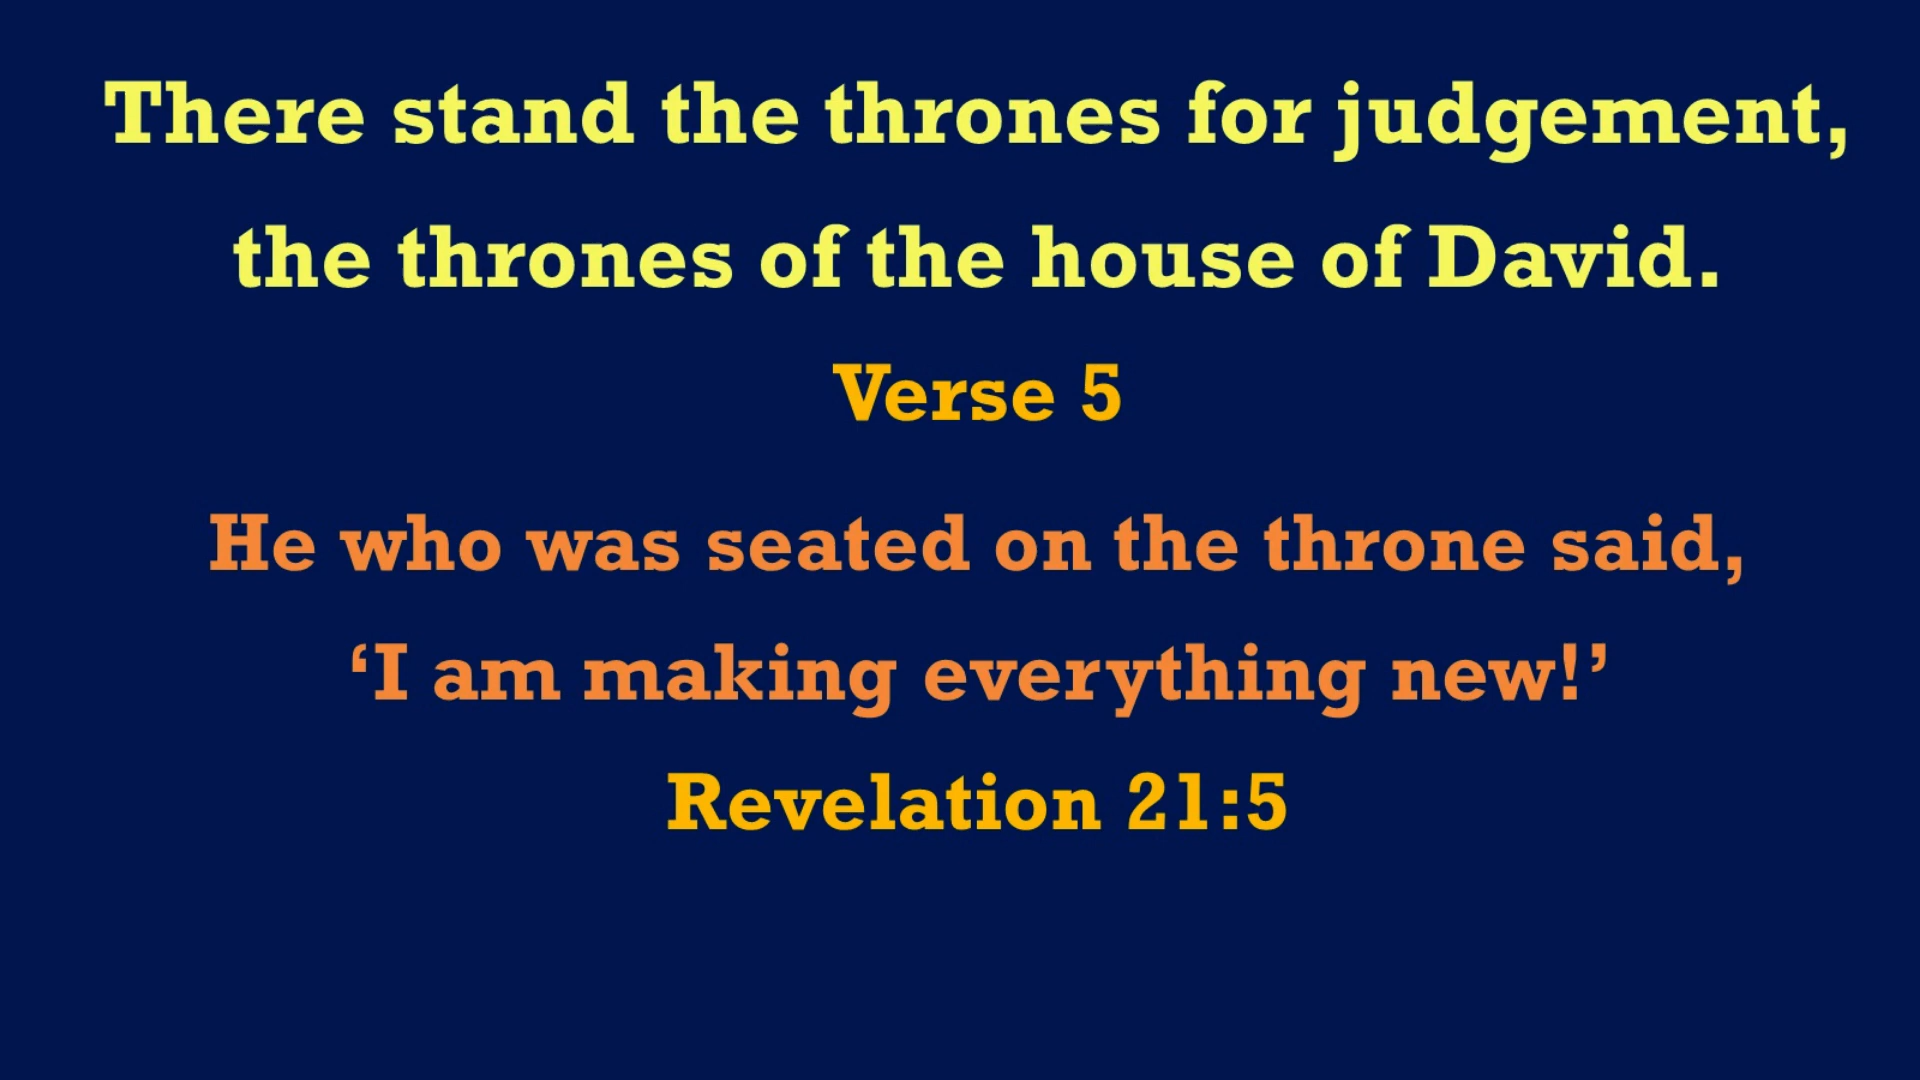 There stand the thrones for judgement,
the thrones of the house of David.
Verse 5
He who was seated on the throne said,
‘I am making everything new!’
Revelation 21:5